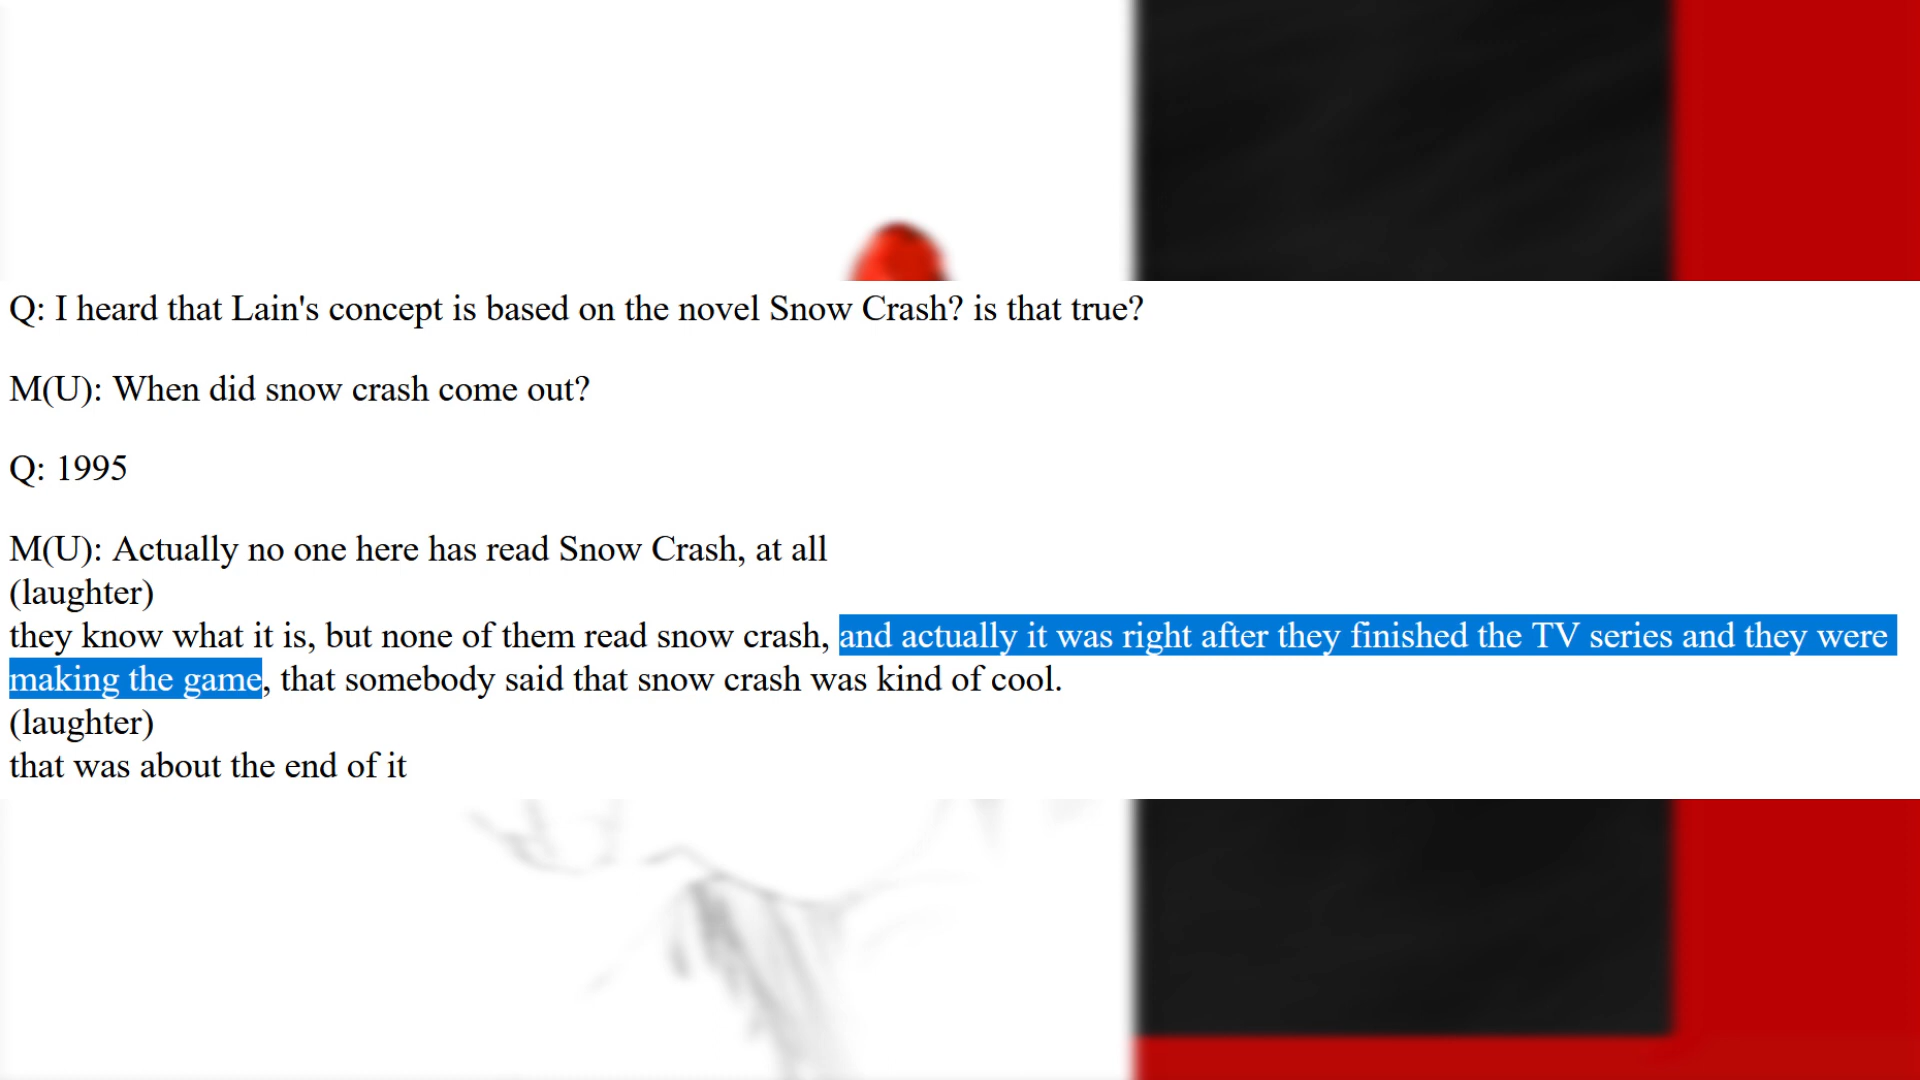 Q: I heard that Lain's concept is based on the novel Snow Crash? is that true?
M(U): When did snow crash come out?
Q: 1995
M(U): Actually no one here has read Snow Crash, at all
(laughter)
they know what it is, but none of them read snow crash, and actually it was right after they finished the TV series and they were
making the game, that somebody said that snow crash was kind of cool.
(laughter)
that was about the end of it